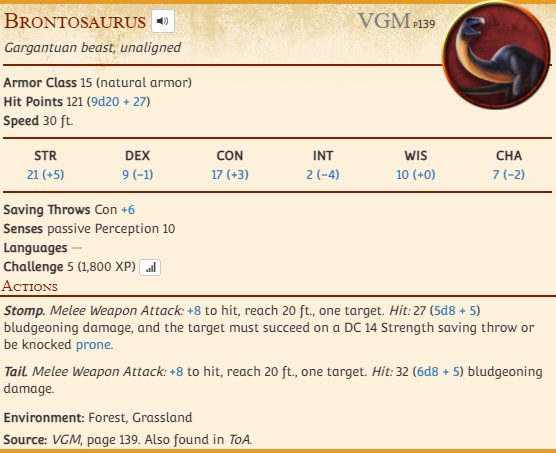 BRONTOSAURUS VGM P139
Gargantuan beast, unaligned
Armor Class 15 (natural armor)
Hit Points 121 (9d20 + 27)
Speed 30 ft.
STR DEX CON INT WIS CHA
21 (+5) 9 (−1) 17 (+3) 2 (−4) 10 (+0) 7 (−2)
Saving Throws Con +6
Senses passive Perception 10
Languages —
Challenge 5 (1,800 XP)
ACTIONS
Stomp. Melee Weapon Attack: +8 to hit, reach 20 ft., one target. Hit: 27 (5d8 + 5)
bludgeoning damage, and the target must succeed on a DC 14 Strength saving throw or
be knocked prone.
Tail. Melee Weapon Attack: +8 to hit, reach 20 ft., one target. Hit: 32 (6d8 + 5) bludgeoning
damage.
Environment: Forest, Grassland
Source: VGM, page 139. Also found in ToA.